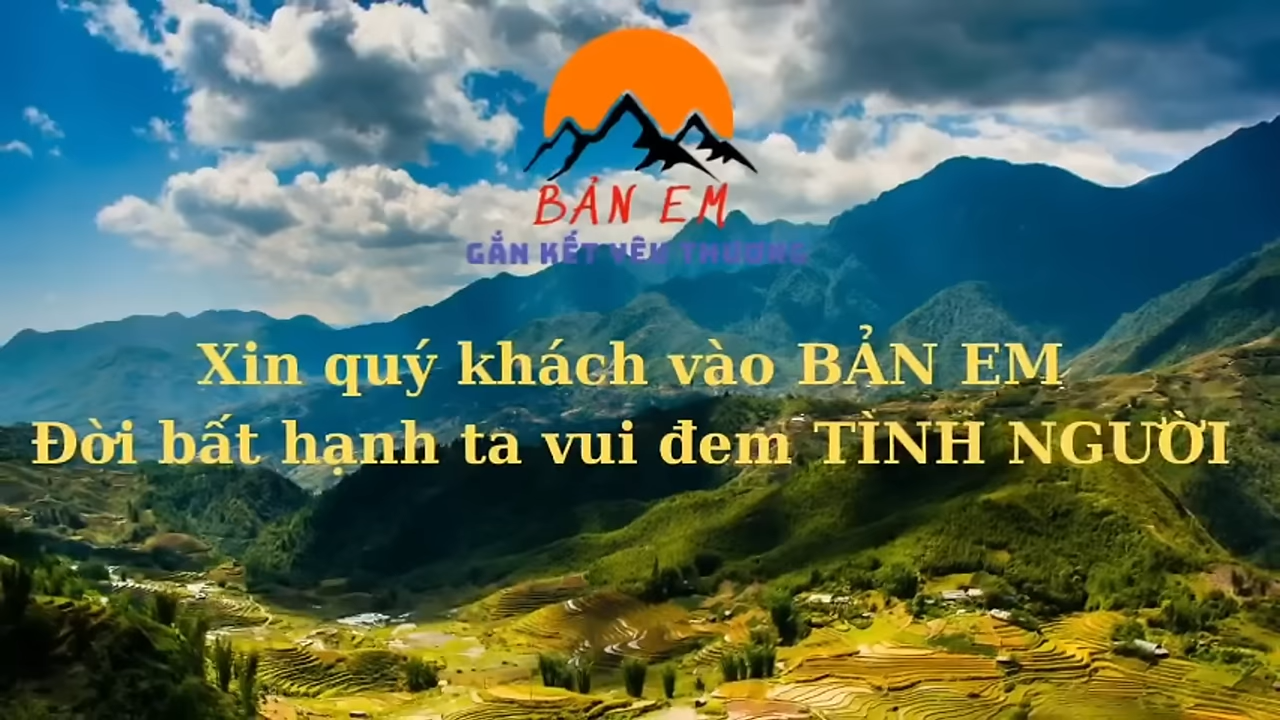 BẢN EM
GẮN KẾT YÊU THƯƠNG
Xin quý khách vào BẢN EM
Đời bất hạnh ta vui đem TÌNH NGƯỜI